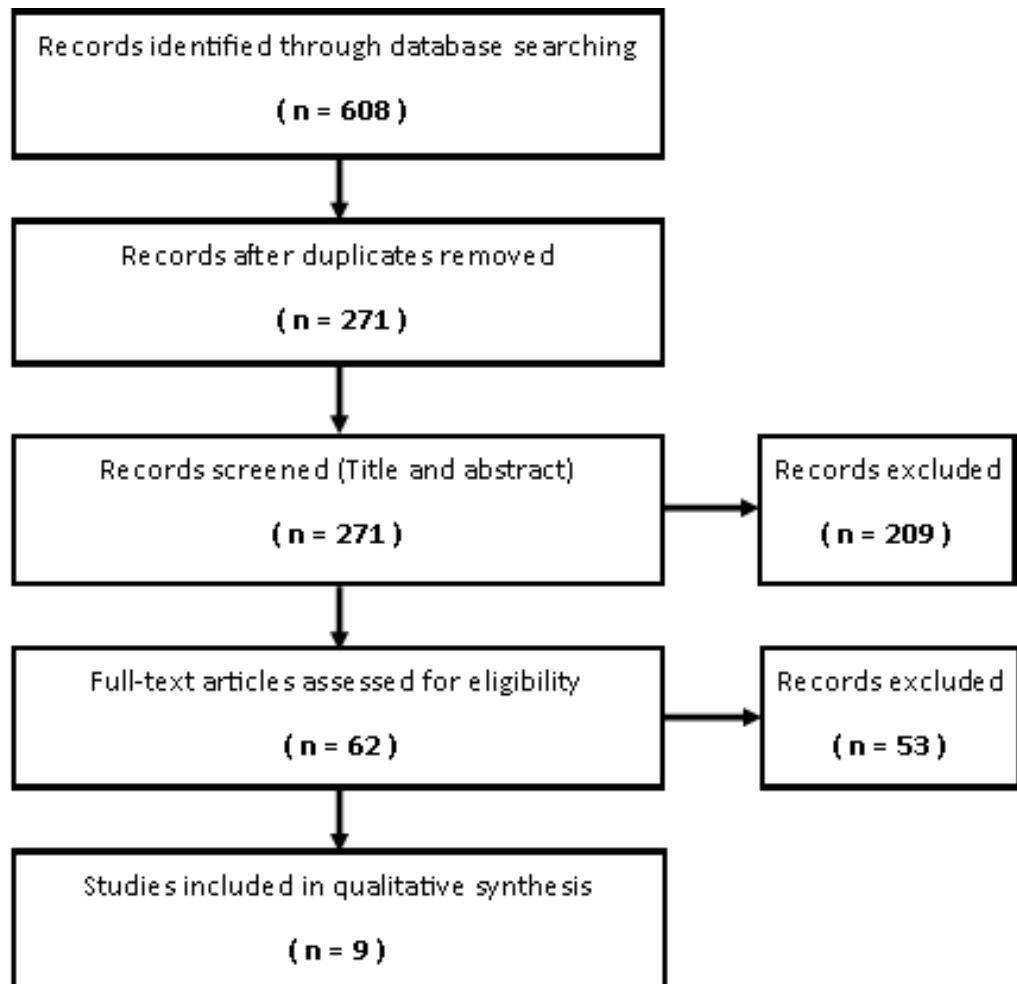 Records identified through database searching
( n = 608 )
Records after duplicates removed
( n = 271 )
Records screened (Title and abstract)
( n = 271 )
Records excluded
( n = 209 )
Full-text articles assessed for eligibility
( n = 62 )
Records excluded
( n = 53 )
Studies included in qualitative synthesis
( n = 9 )